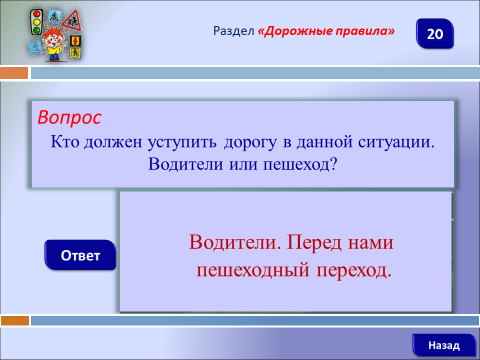 Раздел «Дорожные правила»
20
Вопрос
Кто должен уступить дорогу в данной ситуации.
Водители или пешеход?
Водители. Перед нами
пешеходный переход.
Ответ
Назад